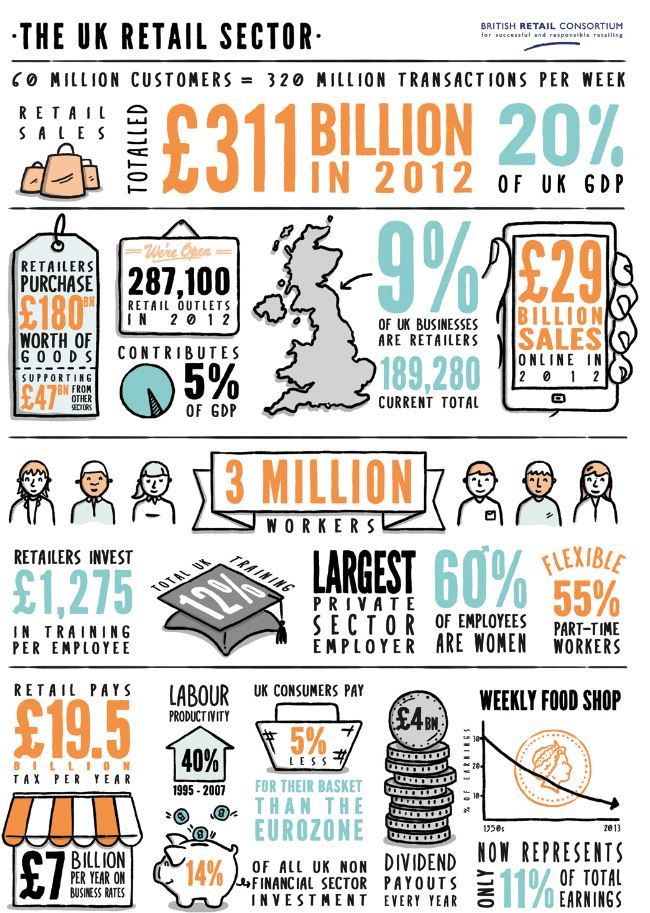 ·THE UK RETAIL SECTOR·
BRITISH RETAIL CONSORTIUM
for successful and responsible retailing
60 MILLION CUSTOMERS = 320 MILLION TRANSACTIONS PER WEEK
RETAIL
SALES
TOTALLED
£311 BILLION
IN 2012
20%
OF UK GDP
RETAILERS
PURCHASE
£180BN
WORTH OF
GOODS
SUPPORTING
£47BN FROM
OTHER
SECTORS
We're Open
287,100
RETAIL OUTLETS
IN 2012
CONTRIBUTES
5%
OF GDP
9%
OF UK BUSINESSES
ARE RETAILERS
189,280
CURRENT TOTAL
£29
BILLION
SALES
ONLINE IN
2012
3 MILLION
WORKERS
RETAILERS INVEST
£1,275
IN TRAINING
PER EMPLOYEE
TOTAL UK TRAINING
12%
LARGEST
PRIVATE
SECTOR
EMPLOYER
60%
OF EMPLOYEES
ARE WOMEN
FLEXIBLE
55%
PART-TIME
WORKERS
RETAIL PAYS
£19.5
BILLION
TAX PER YEAR
£7 BILLION
PER YEAR ON
BUSINESS RATES
LABOUR
PRODUCTIVITY
40%
1995 - 2007
14%
OF ALL UK NON
FINANCIAL SECTOR
INVESTMENT
UK CONSUMERS PAY
5%
LESS
FOR THEIR BASKET
THAN THE
EUROZONE
£4BN
DIVIDEND
PAYOUTS
EVERY YEAR
WEEKLY FOOD SHOP
% OF EARNINGS
30
20
10
1950s
2013
NOW REPRESENTS
ONLY 11% OF TOTAL
EARNINGS